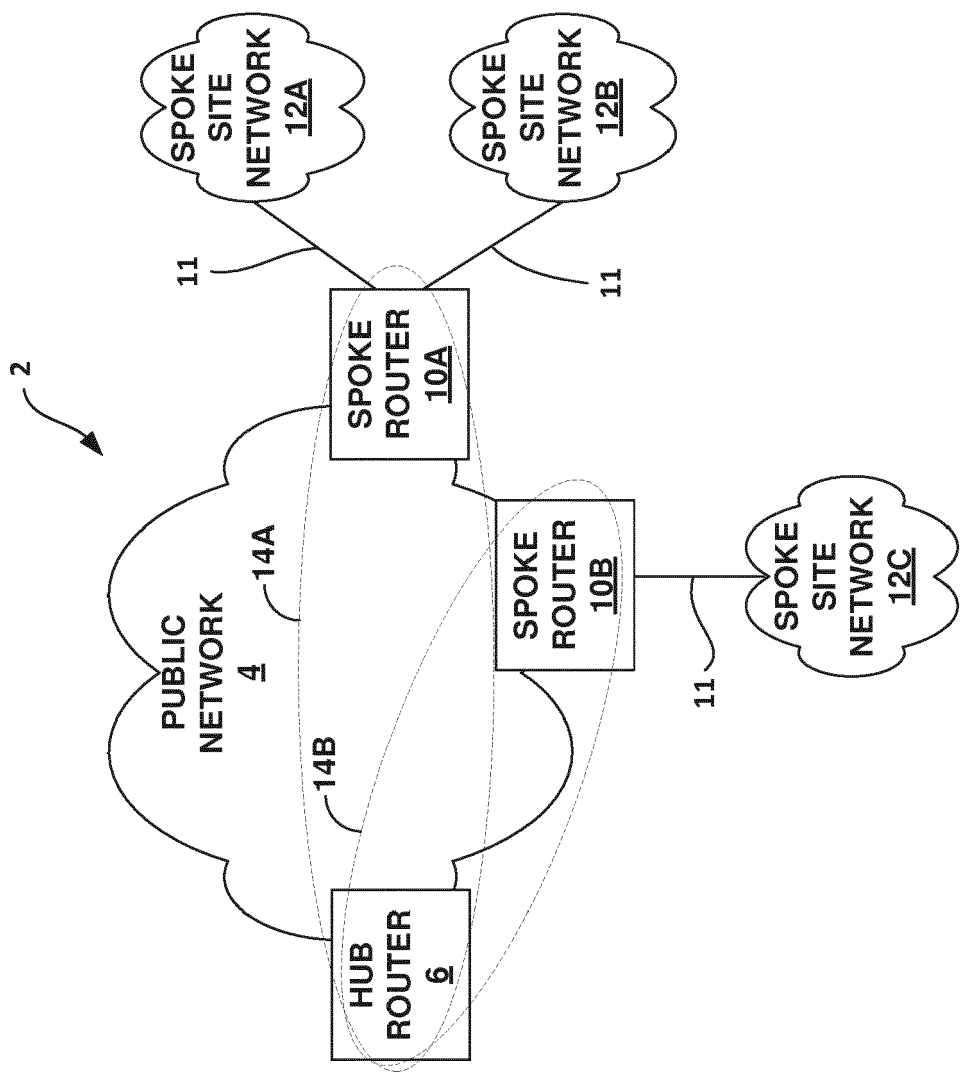 2
PUBLIC
NETWORK
4
14A
14B
HUB
ROUTER
6
SPOKE
ROUTER
10A
SPOKE
ROUTER
10B
11
11
11
SPOKE
SITE
NETWORK
12A
SPOKE
SITE
NETWORK
12B
SPOKE
SITE
NETWORK
12C